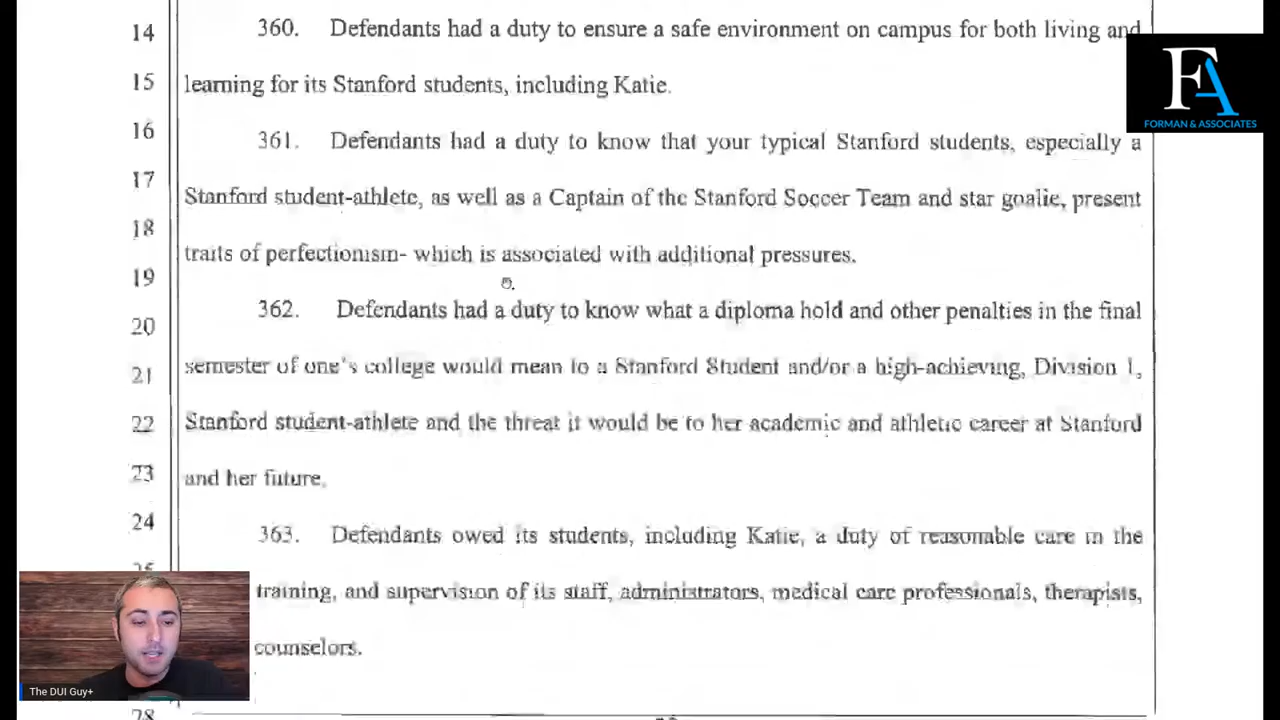 14 360. Defendants had a duty to ensure a safe environment on campus for both living and
15 learning for its Stanford students, including Katie.
16 361. Defendants had a duty to know that your typical Stanford students, especially a
17 Stanford student-athlete, as well as a Captain of the Stanford Soccer Team and star goalie, present
18 traits of perfectionism- which is associated with additional pressures.
19
20 362. Defendants had a duty to know what a diploma hold and other penalties in the final
21 semester of one's college would mean to a Stanford Student and/or a high-achieving, Division 1,
22 Stanford student-athlete and the threat it would be to her academic and athletic career at Stanford
23 and her future.
24 363. Defendants owed its students, including Katie, a duty of reasonable care in the
training, and supervision of its staff, administrators, medical care professionals, therapists,
counselors.
28
FA
FORMAN & ASSOCIATES
The DUI Guy+